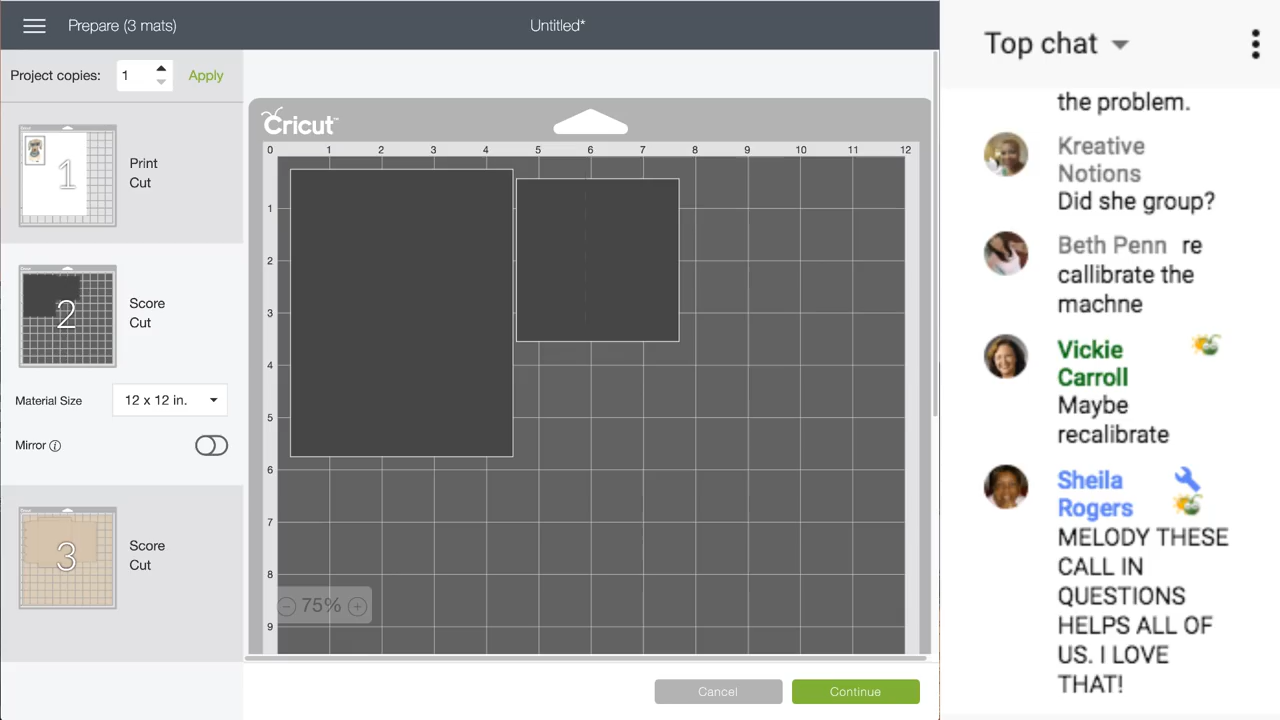 Prepare (3 mats)
Untitled*
Project copies:
1
Apply
1
Print
Cut
2
Score
Cut
Material Size
12 x 12 in.
Mirror
3
Score
Cut
Cricut™
0 1 2 3 4 5 6 7 8 9 10 11 12
0
1
2
3
4
5
6
7
8
9
75%
Cancel
Continue
Top chat
the problem.
Kreative
Notions
Did she group?
Beth Penn re
callibrate the
machne
Vickie
Carroll
Maybe
recalibrate
Sheila
Rogers
MELODY THESE
CALL IN
QUESTIONS
HELPS ALL OF
US. I LOVE
THAT!